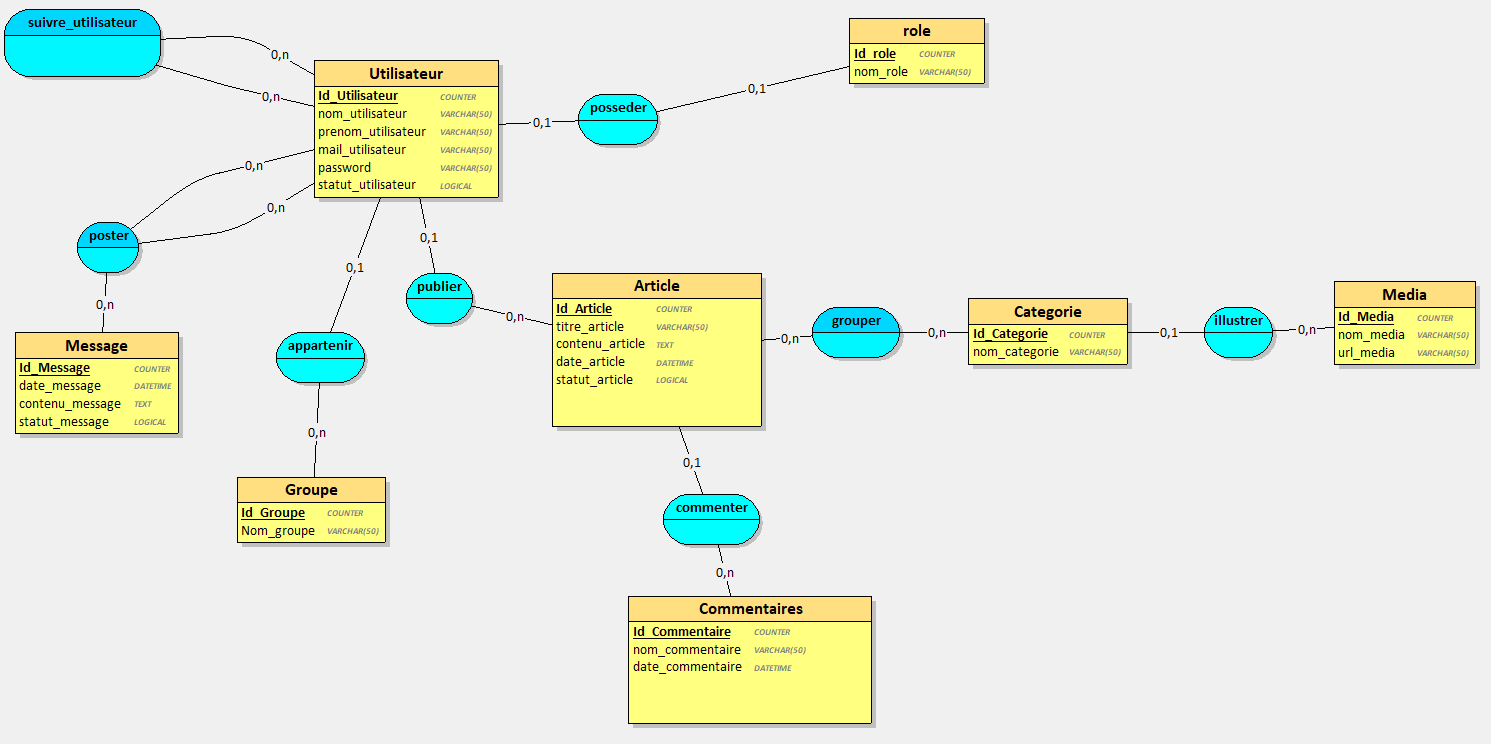 suivre_utilisateur
0,n
0,n
Utilisateur
Id_Utilisateur COUNTER
nom_utilisateur VARCHAR(50)
prenom_utilisateur VARCHAR(50)
mail_utilisateur VARCHAR(50)
password VARCHAR(50)
statut_utilisateur LOGICAL
0,1
posseder
0,1
role
Id_role COUNTER
nom_role VARCHAR(50)
0,n
0,n
poster
0,n
Message
Id_Message COUNTER
date_message DATETIME
contenu_message TEXT
statut_message LOGICAL
0,1
appartenir
0,n
Groupe
Id_Groupe COUNTER
Nom_groupe VARCHAR(50)
0,1
publier
0,n
Article
Id_Article COUNTER
titre_article VARCHAR(50)
contenu_article TEXT
date_article DATETIME
statut_article LOGICAL
0,n
grouper
0,n
Categorie
Id_Categorie COUNTER
nom_categorie VARCHAR(50)
0,1
illustrer
0,n
Media
Id_Media COUNTER
nom_media VARCHAR(50)
url_media VARCHAR(50)
0,1
commenter
0,n
Commentaires
Id_Commentaire COUNTER
nom_commentaire VARCHAR(50)
date_commentaire DATETIME